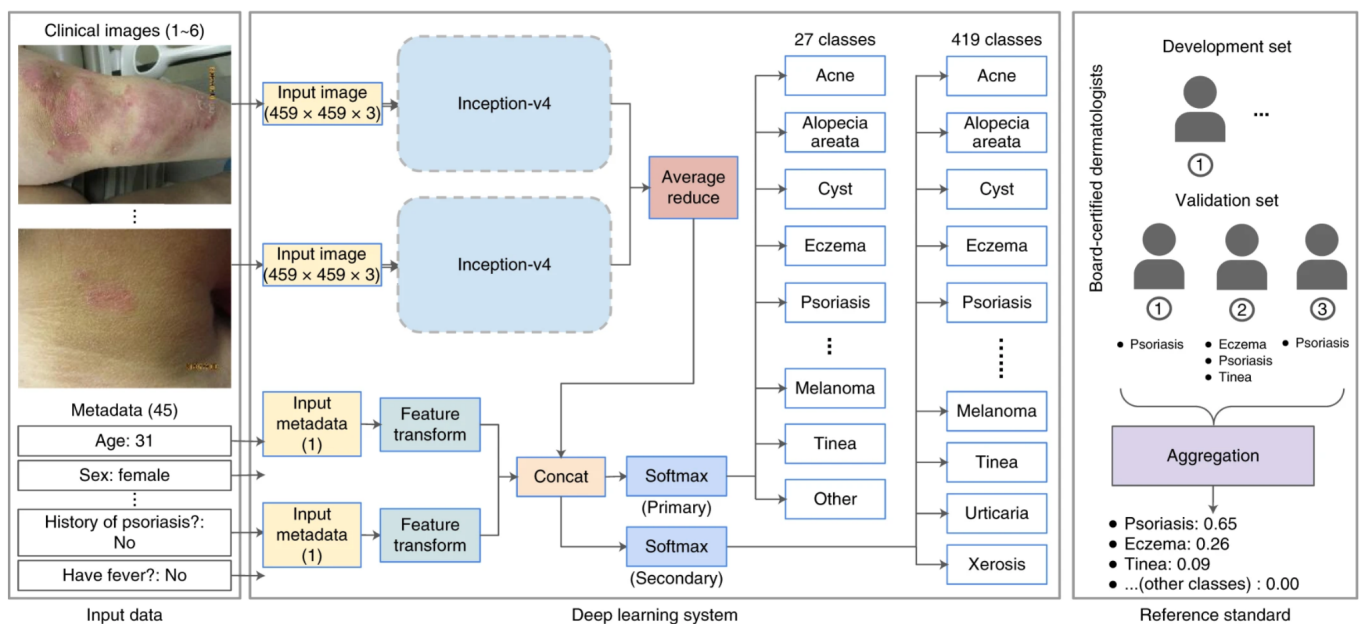 Clinical images (1~6)
⋮
Metadata (45)
Age: 31
Sex: female
⋮
History of psoriasis?:
No
Have fever?: No
Input data
Input image
(459 × 459 × 3)
Inception-v4
Input image
(459 × 459 × 3)
Inception-v4
Average
reduce
Input
metadata
(1)
Feature
transform
Input
metadata
(1)
Feature
transform
Concat
Softmax
(Primary)
Softmax
(Secondary)
27 classes
Acne
Alopecia
areata
Cyst
Eczema
Psoriasis
⋮
Melanoma
Tinea
Other
419 classes
Acne
Alopecia
areata
Cyst
Eczema
Psoriasis
⋮
Melanoma
Tinea
Urticaria
Xerosis
Deep learning system
Board-certified dermatologists
Development set
...
1
Validation set
1
2
3
• Psoriasis
• Eczema
• Psoriasis
• Tinea
• Psoriasis
Aggregation
• Psoriasis: 0.65
• Eczema: 0.26
• Tinea: 0.09
• ...(other classes) : 0.00
Reference standard